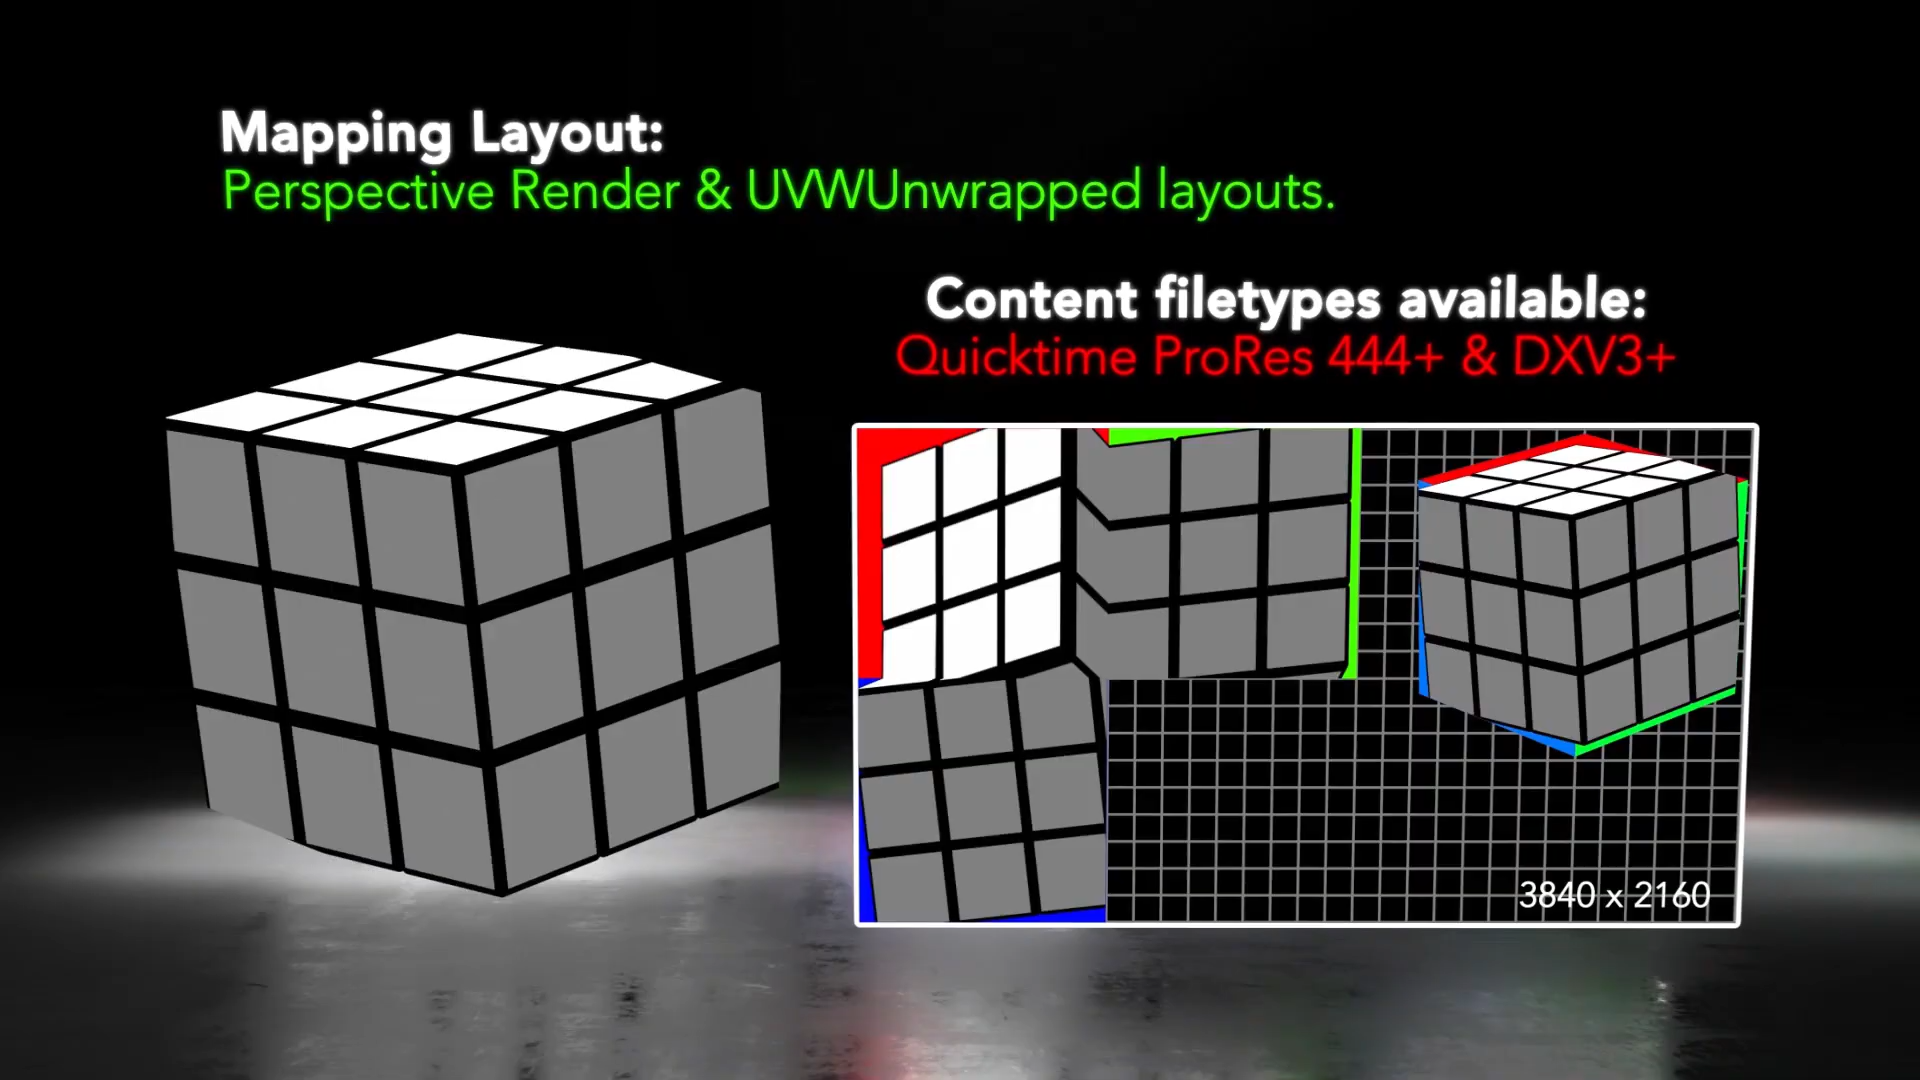 Mapping Layout:
Perspective Render & UVWUnwrapped layouts.
Content filetypes available:
Quicktime ProRes 444+ & DXV3+
3840 x 2160